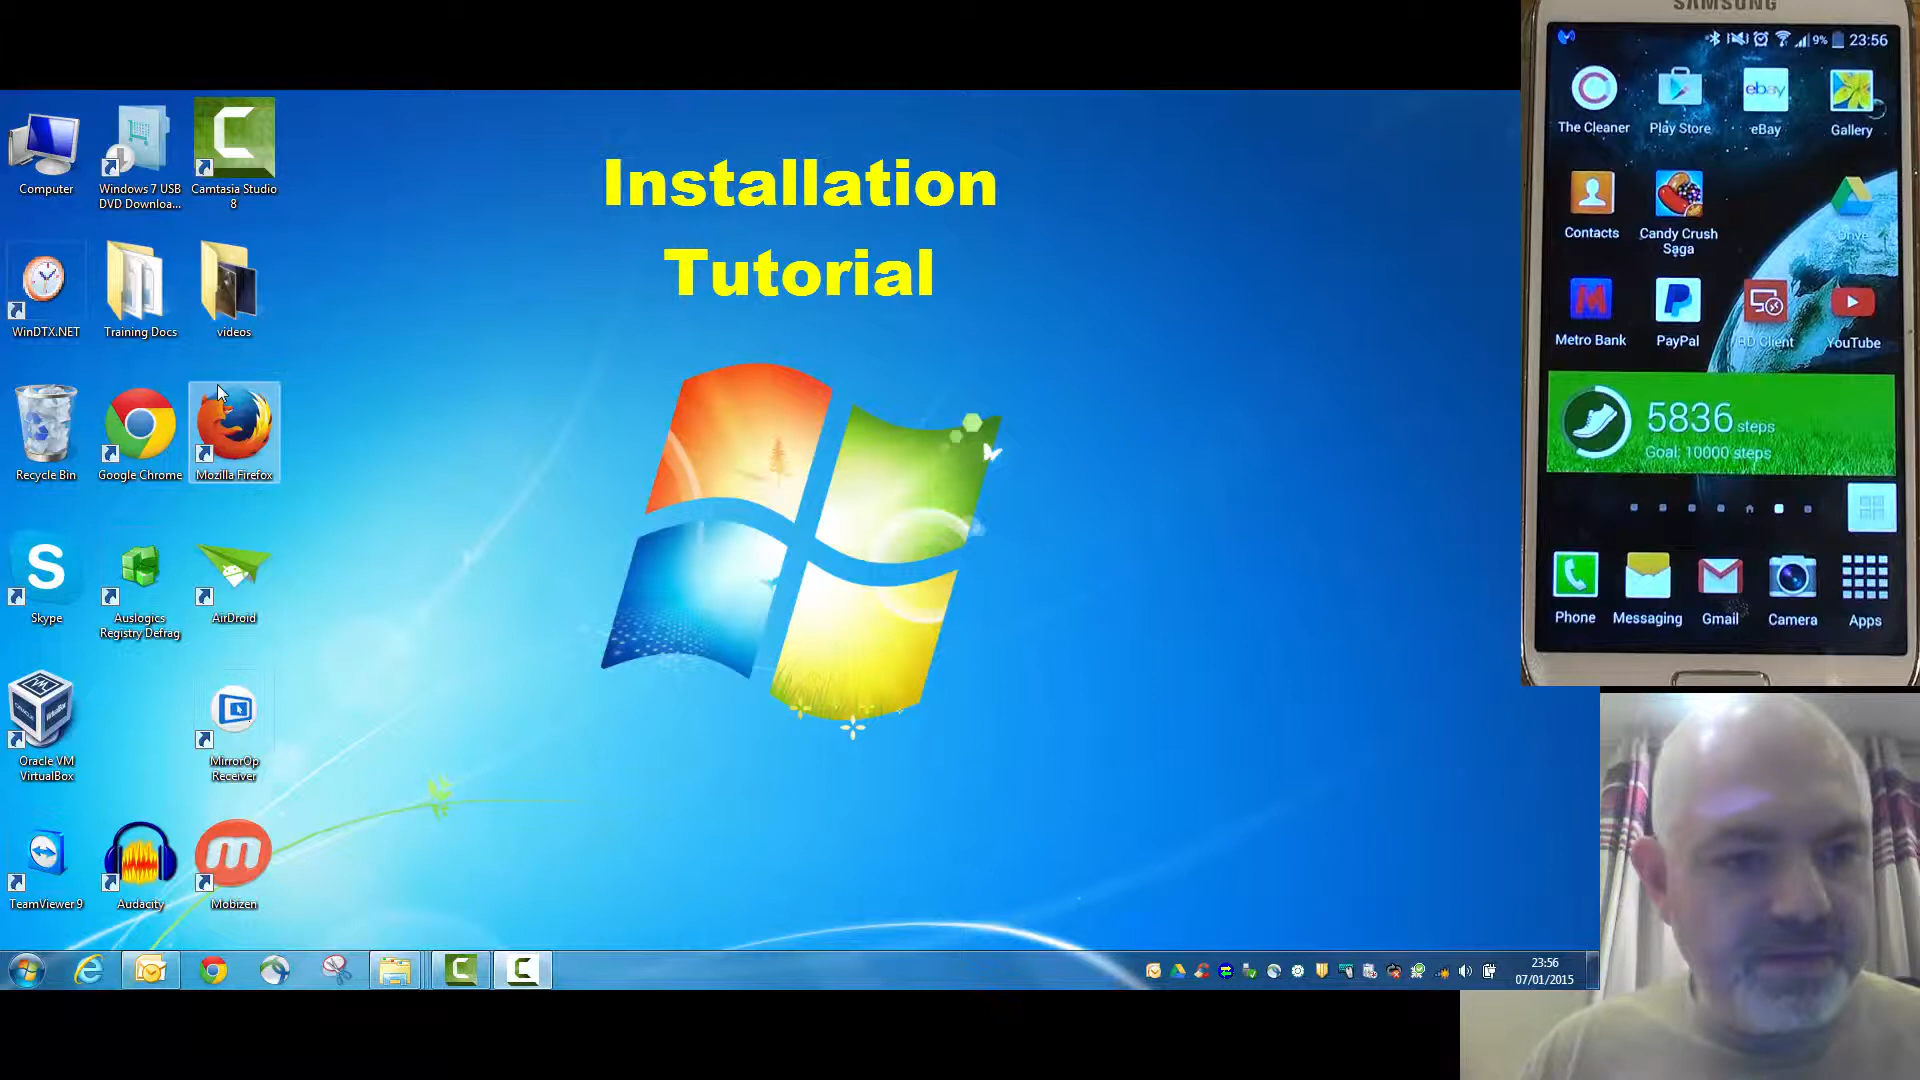 Installation
Tutorial
Computer
Windows 7 USB
DVD Downloa...
Camtasia Studio
8
WinDTX.NET
Training Docs
videos
Recycle Bin
Google Chrome
Mozilla Firefox
Skype
Auslogics
Registry Defrag
AirDroid
Oracle VM
VirtualBox
MirrorOp
Receiver
TeamViewer 9
Audacity
Mobizen
23:56
07/01/2015
SAMSUNG
9% 23:56
The Cleaner
Play Store
ebay
eBay
Gallery
Contacts
Candy Crush
Saga
Drive
Metro Bank
PayPal
RD Client
YouTube
5836 steps
Goal: 10000 steps
Phone
Messaging
Gmail
Camera
Apps